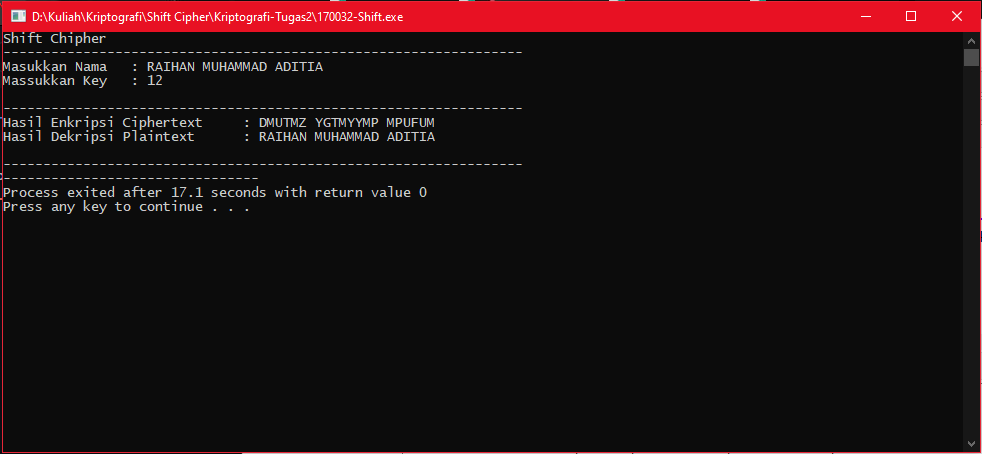 D:\Kuliah\Kriptografi\Shift Cipher\Kriptografi-Tugas2\170032-Shift.exe
Shift Chipher
-----------------------------------------------------------------
Masukkan Nama   : RAIHAN MUHAMMAD ADITIA
Massukkan Key   : 12
-----------------------------------------------------------------
Hasil Enkripsi Ciphertext     : DMUTMZ YGTMYYMP MPUFUM
Hasil Dekripsi Plaintext      : RAIHAN MUHAMMAD ADITIA
-----------------------------------------------------------------
--------------------------------
Process exited after 17.1 seconds with return value 0
Press any key to continue . . .